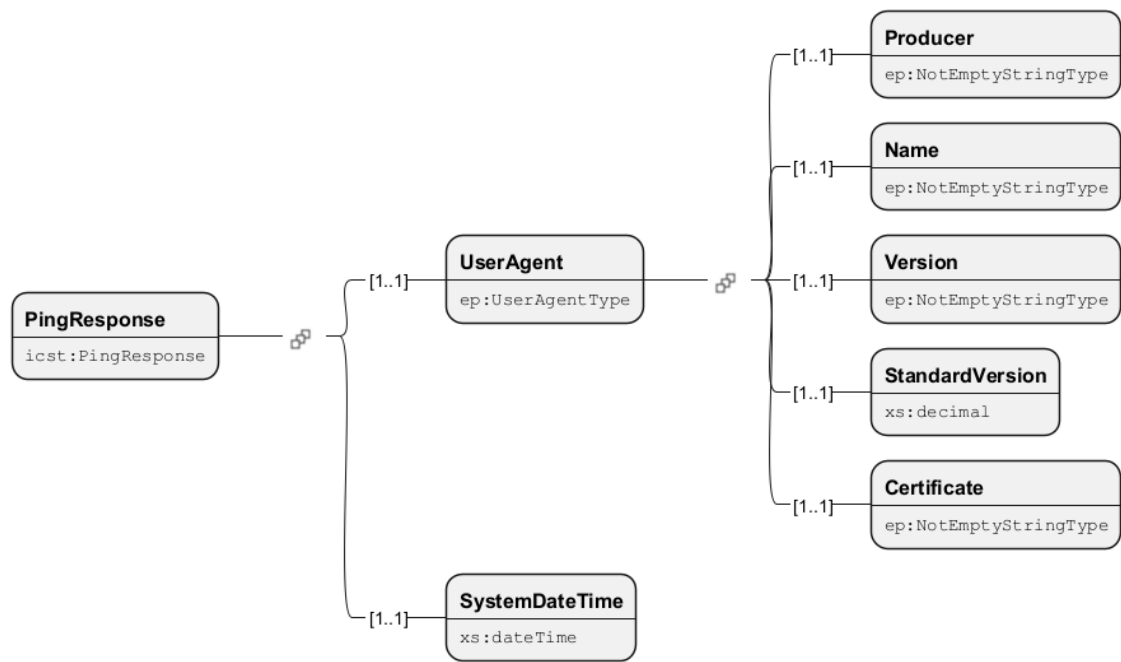 Producer
[1..1]
ep:NotEmptyStringType
Name
[1..1]
ep:NotEmptyStringType
UserAgent
[1..1]
ep:UserAgentType
Version
[1..1]
ep:NotEmptyStringType
PingResponse
icst:PingResponse
StandardVersion
[1..1]
xs:decimal
Certificate
[1..1]
ep:NotEmptyStringType
SystemDateTime
[1..1]
xs:dateTime